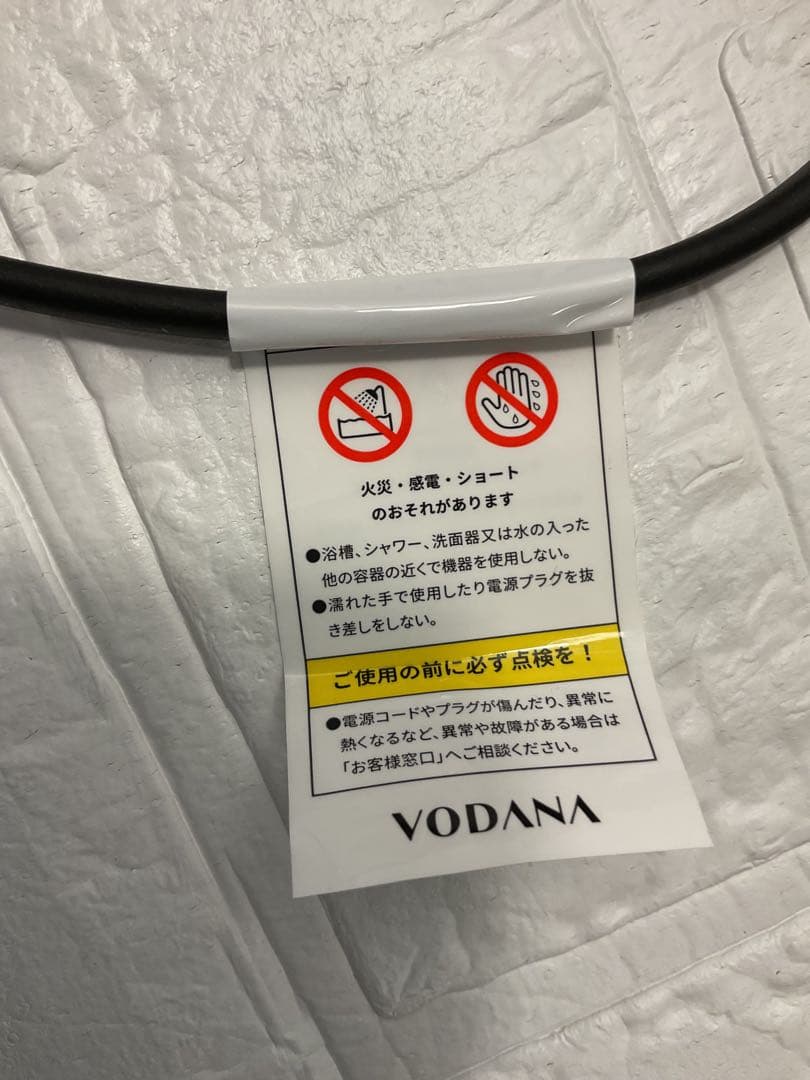 火災・感電・ショート
のおそれがあります
●浴槽、シャワー、洗面器又は水の入った
他の容器の近くで機器を使用しない。
●濡れた手で使用したり電源プラグを抜
き差しをしない。
ご使用の前に必ず点検を！
●電源コードやプラグが傷んだり、異常に
熱くなるなど、異常や故障がある場合は
「お客様窓口」へご相談ください。
VODANA